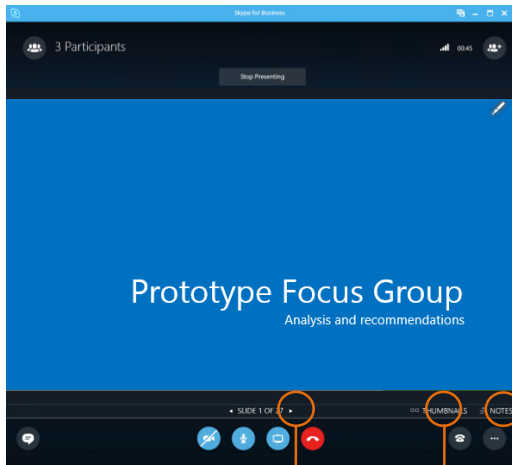 Skype for Business
3 Participants
00:45
Stop Presenting
Prototype Focus Group
Analysis and recommendations
SLIDE 1 OF 27
THUMBNAILS
NOTES